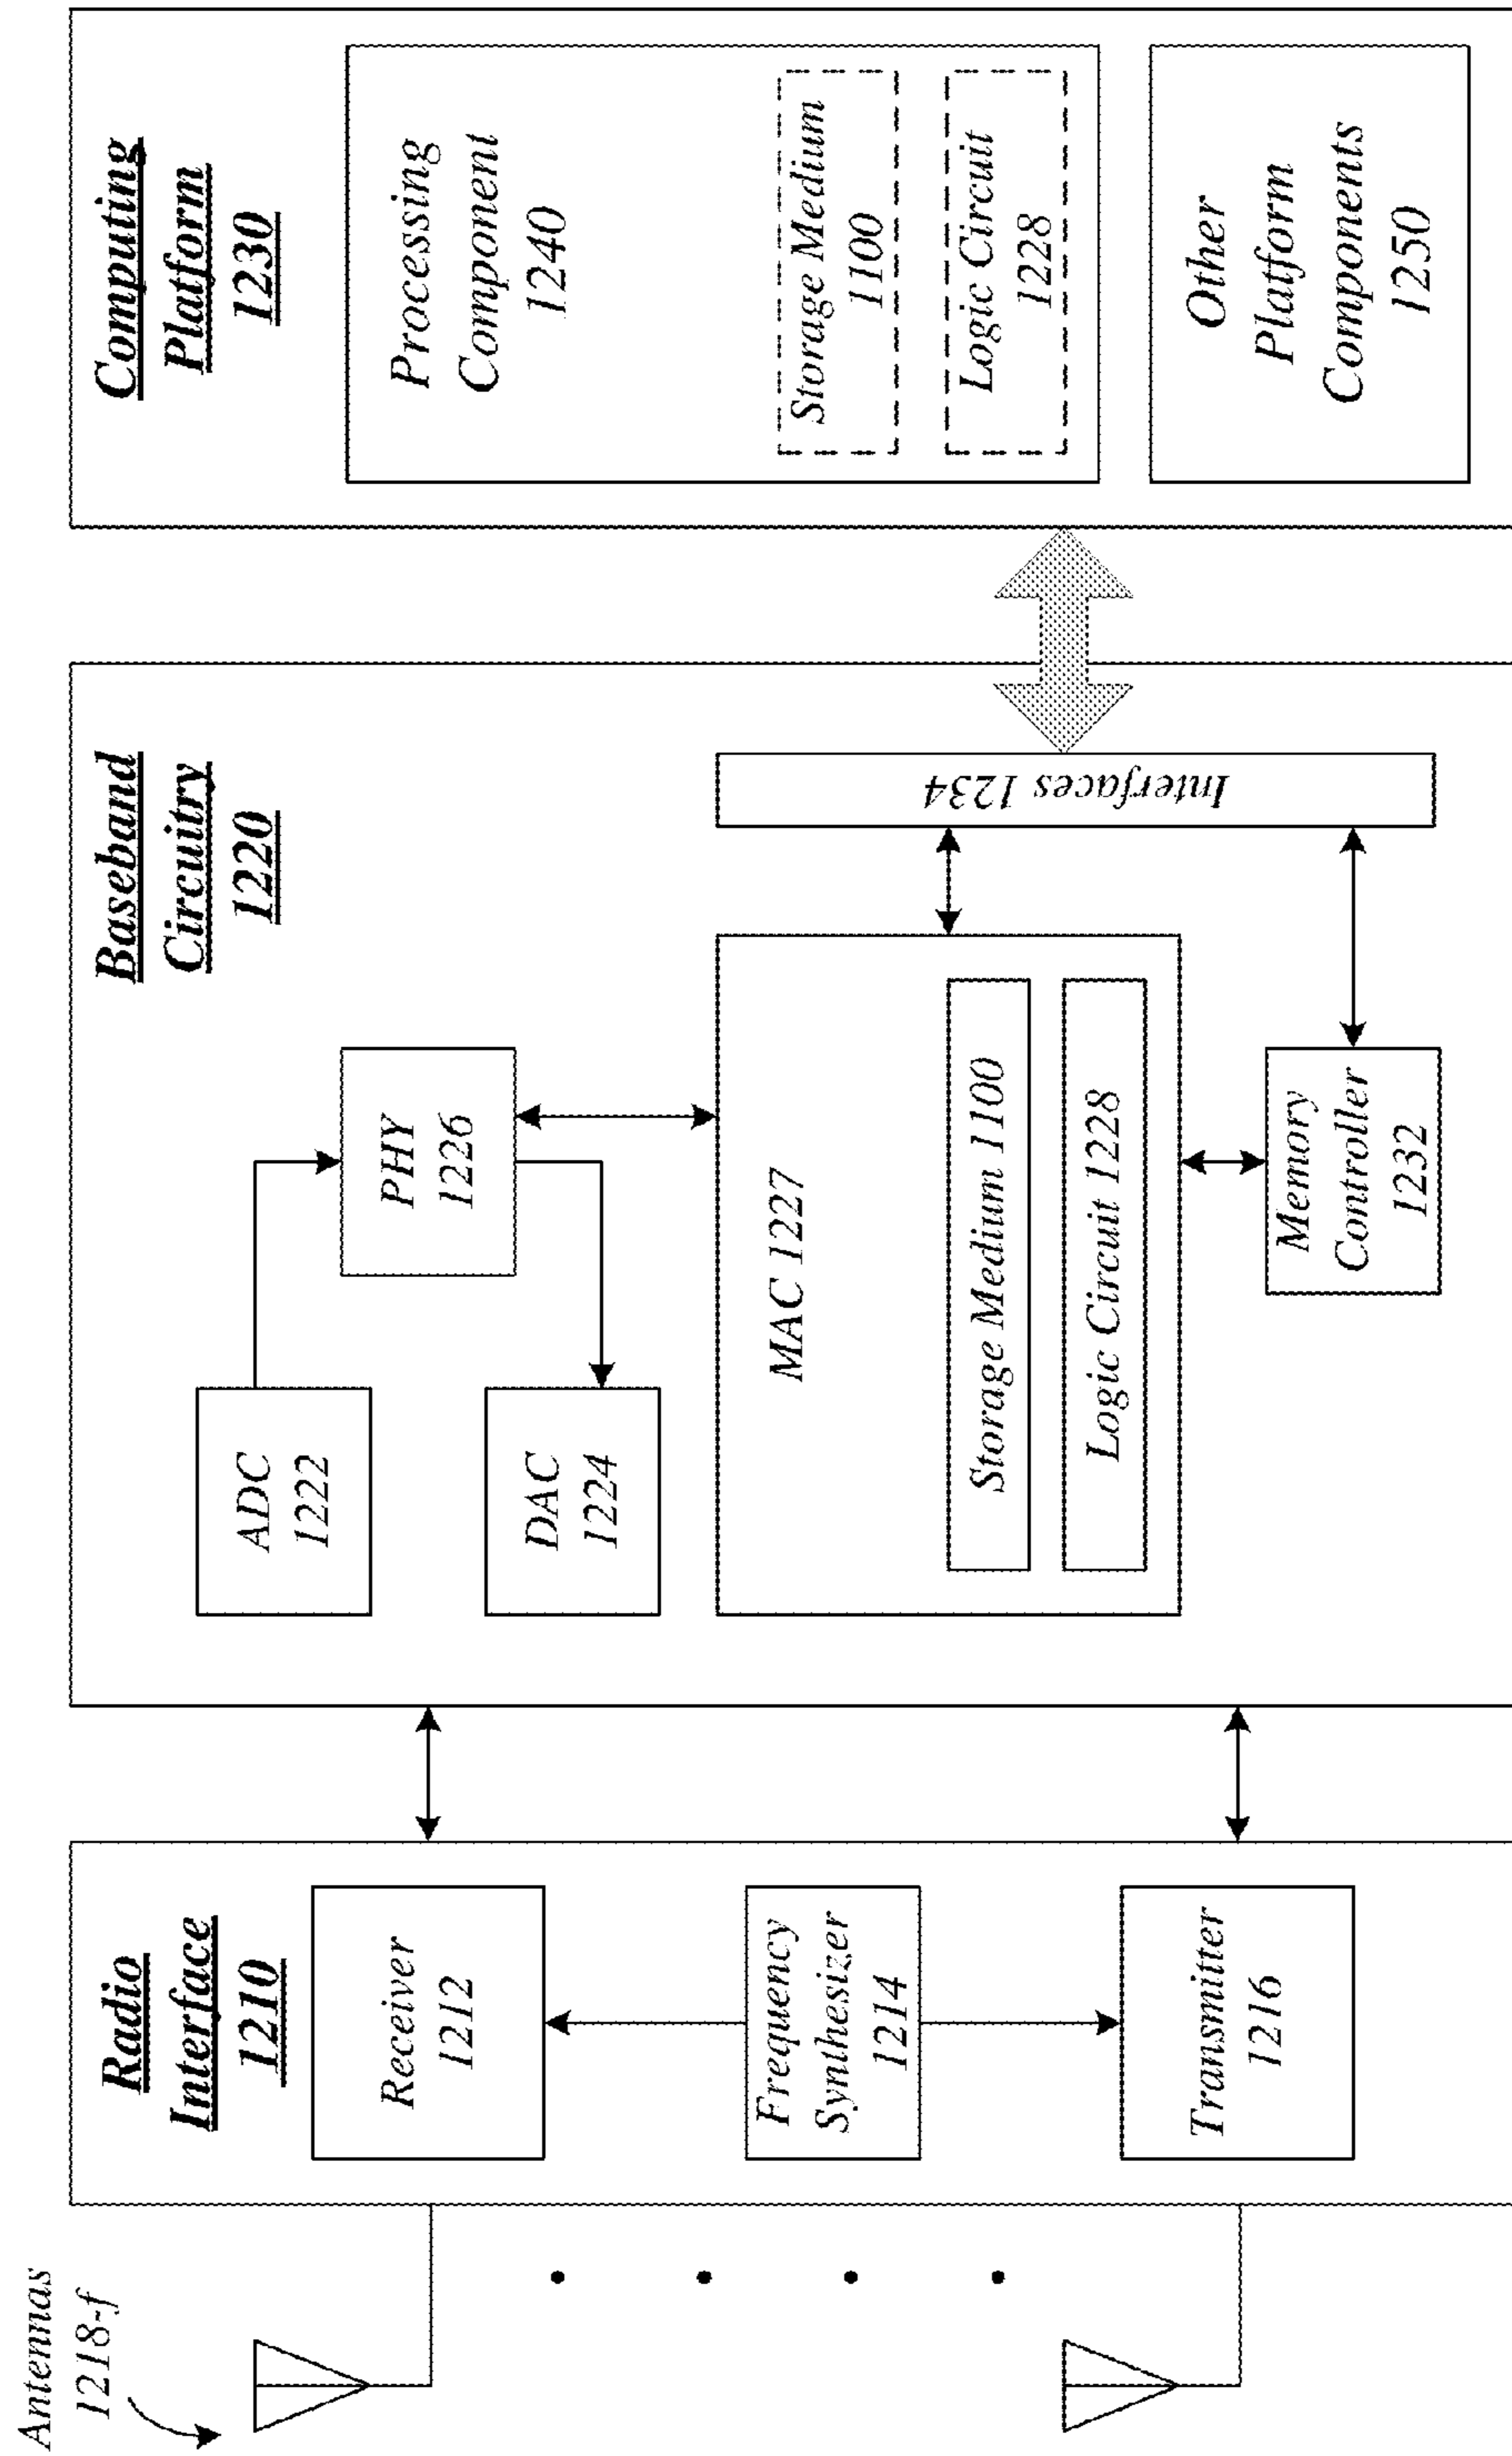 Antennas
1218-f
Radio
Interface
1210
Receiver
1212
Frequency
Synthesizer
1214
Transmitter
1216
Baseband
Circuitry
1220
ADC
1222
PHY
1226
DAC
1224
MAC 1227
Storage Medium 1100
Logic Circuit 1228
Memory
Controller
1232
Interfaces 1234
Computing
Platform
1230
Processing
Component
1240
Storage Medium
1100
Logic Circuit
1228
Other
Platform
Components
1250